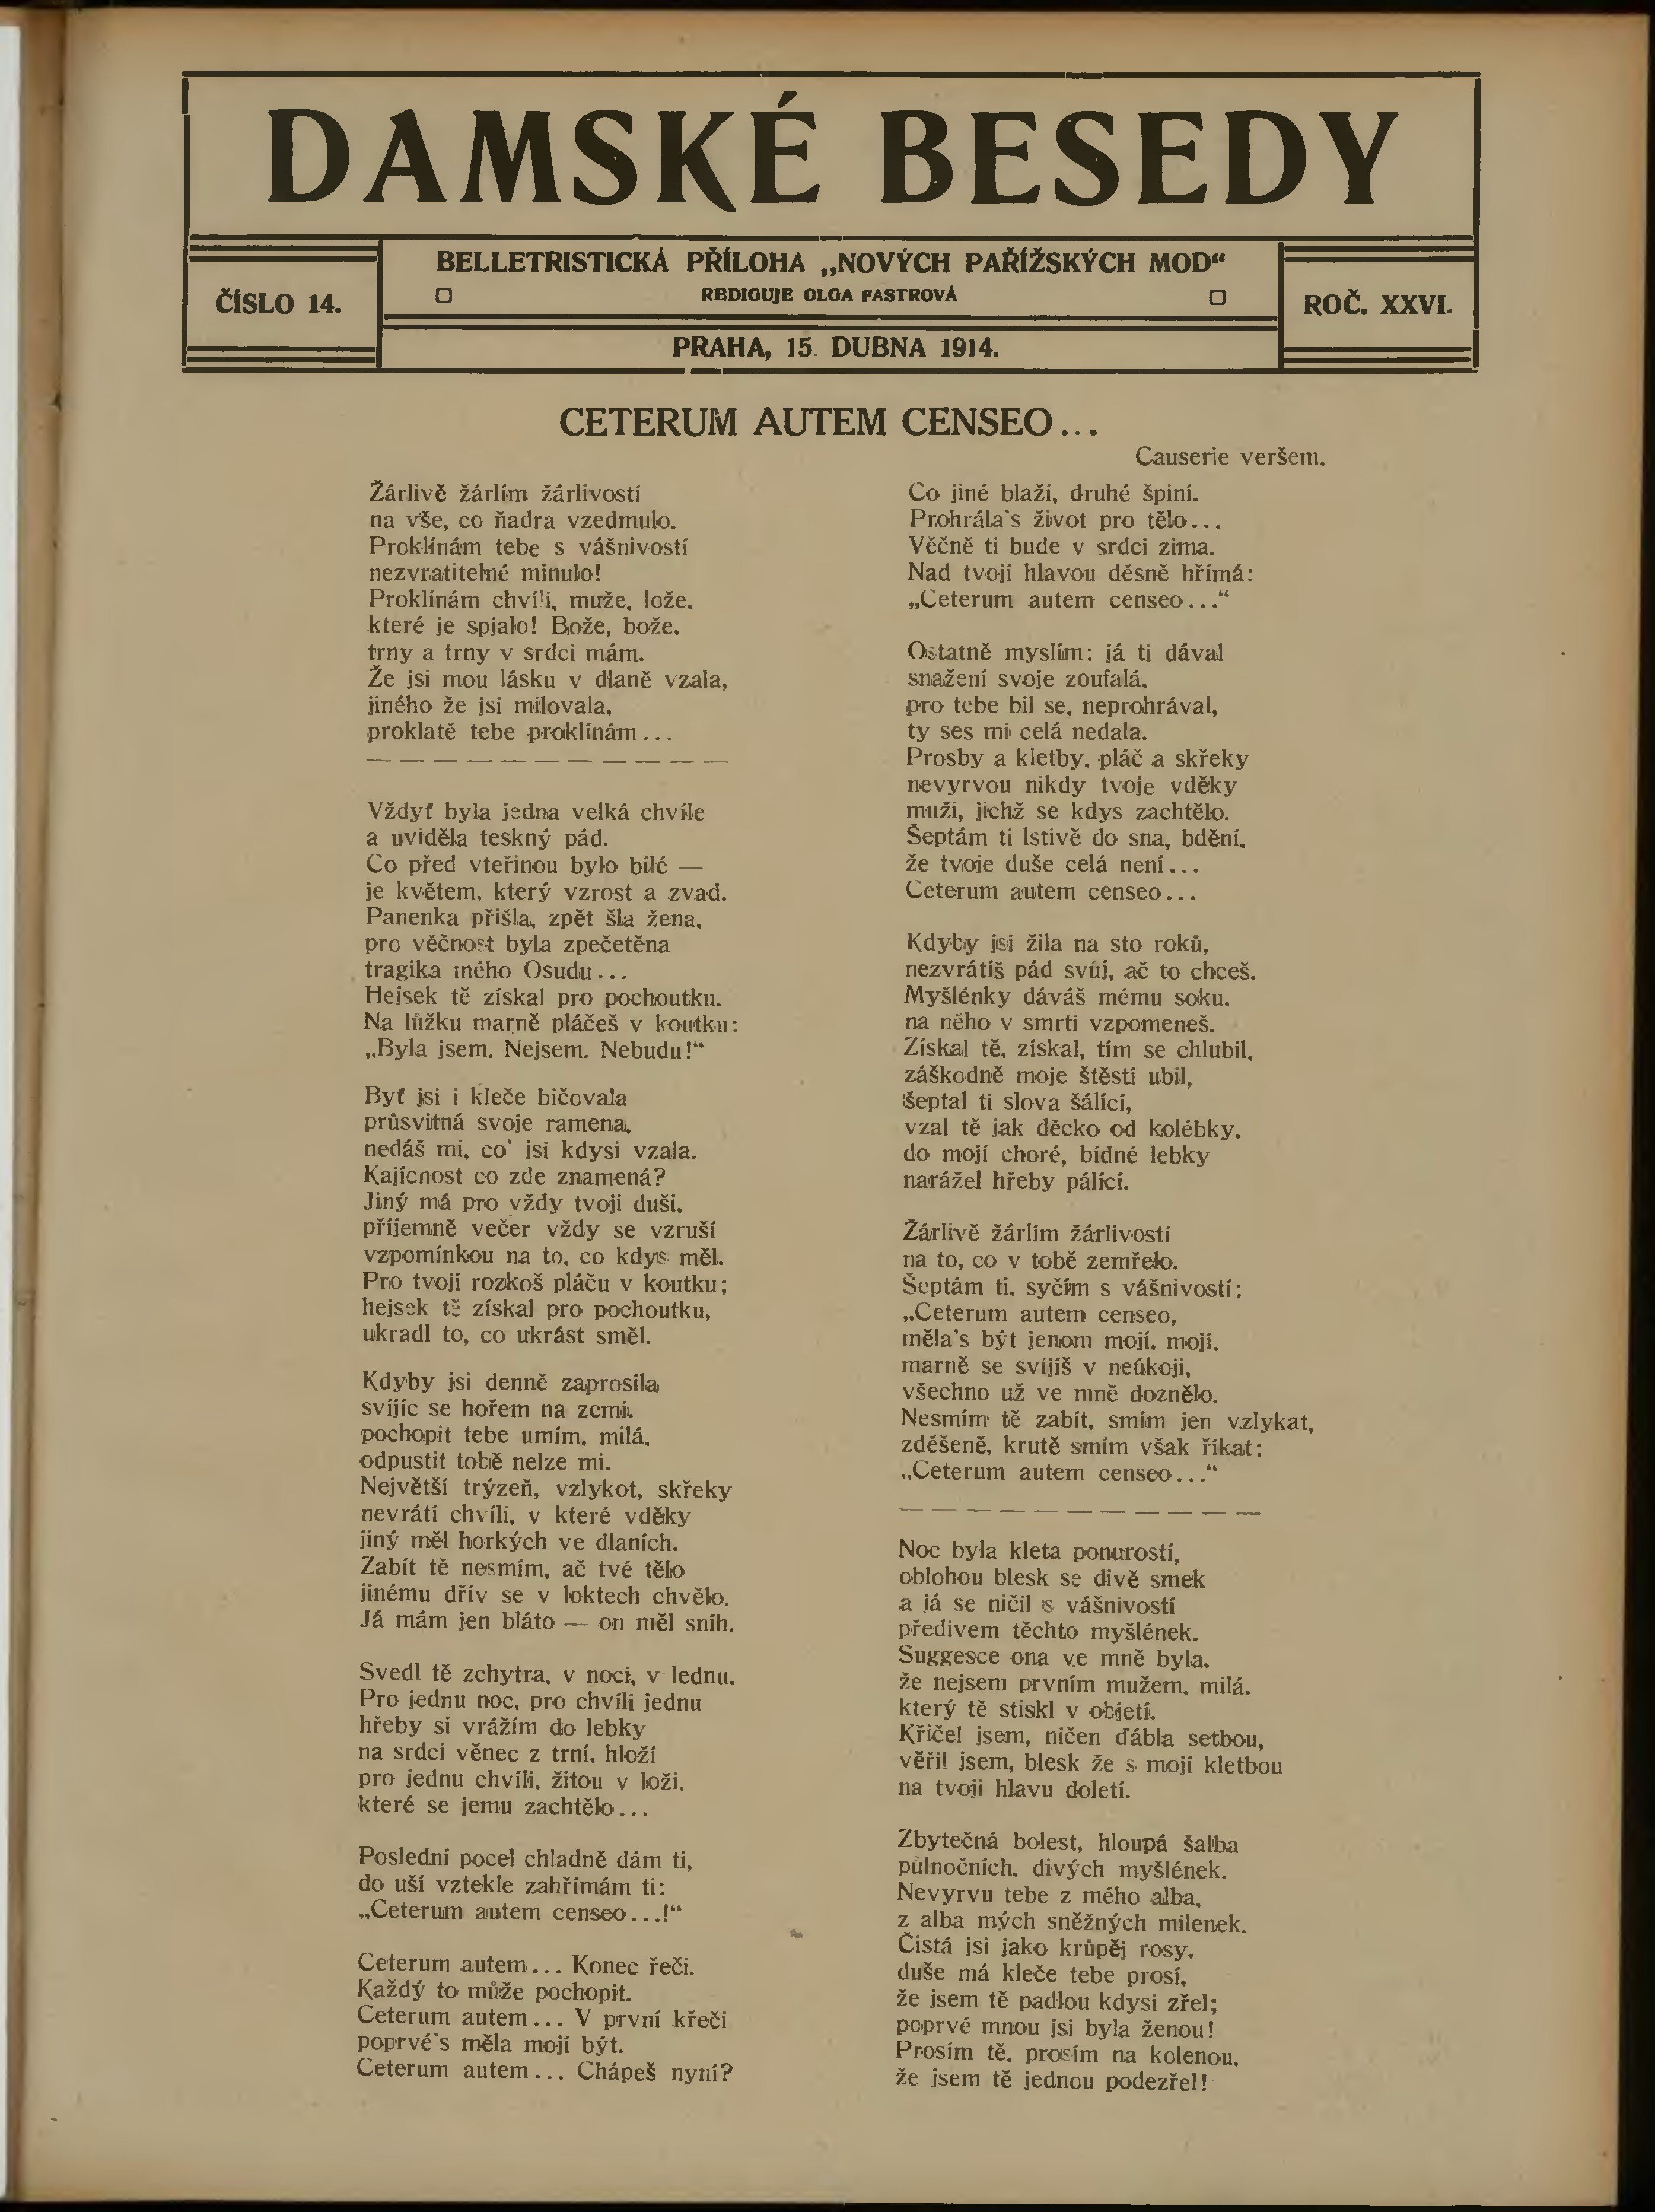 DAMSKÉ BESEDY
BELLETRISTICKÁ PŘÍLOHA „NOVÝCH PAŘÍŽSKÝCH MOD“
REDIGUJE OLGA FASTROVÁ
ČÍSLO 14.
ROČ. XXVI.
PRAHA, 15. DUBNA 1914.
CETERUM AUTEM CENSEO...
Causerie veršem.
Žárlivě žárlím žárlivostí
na vše, co ňadra vzedmulo.
Proklínám tebe s vášnivostí
nezvratitelné minulo!
Proklínám chvíli, muže, lože,
které je spjalo! Bože, bože,
trny a trny v srdci mám.
Že jsi mou lásku v dlaně vzala,
jiného že jsi milovala,
proklatě tebe proklínám...
— — — — — — — — — — —
Vždyť byla jedna velká chvíle
a uviděla teskný pád.
Co před vteřinou bylo bílé —
je květem, který vzrost a zvad.
Panenka přišla, zpět šla žena,
pro věčnost byla zpečetěna
tragika mého Osudu...
Hejsek tě získal pro pochoutku.
Na lůžku marně pláčeš v koutku:
„Byla jsem. Nejsem. Nebudu!“
Byť jsi i kleče bičovala
průsvitná svoje ramena,
nedáš mi, co' jsi kdysi vzala.
Kajícnost co zde znamená?
Jiný má pro vždy tvoji duši,
příjemně večer vždy se vzruší
vzpomínkou na to, co kdys měl.
Pro tvoji rozkoš pláču v koutku;
hejsek tě získal pro pochoutku,
ukradl to, co ukrást směl.
Kdyby jsi denně zaprosila
svíjíc se hořem na zemi,
pochopit tebe umím, milá,
odpustit tobě nelze mi.
Největší trýzeň, vzlykot, skřeky
nevrátí chvíli, v které vděky
jiný měl horkých ve dlaních.
Zabít tě nesmím, ač tvé tělo
jinému dřív se v loktech chvělo.
Já mám jen bláto — on měl sníh.
Svedl tě zchytra, v noci, v lednu.
Pro jednu noc, pro chvíli jednu
hřeby si vrážím do lebky
na srdci věnec z trní, hloží
pro jednu chvíli, žitou v loži,
které se jemu zachtělo...
Poslední pocel chladně dám ti,
do uší vztekle zahřímám ti:
„Ceterum autem censeo...!“
Ceterum autem... Konec řeči.
Každý to může pochopit.
Ceterum autem... V první křeči
poprvé's měla mojí být.
Ceterum autem... Chápeš nyní?
Co jiné blaží, druhé špiní.
Prohrála's život pro tělo...
Věčně ti bude v srdci zima.
Nad tvojí hlavou děsně hřímá:
„Ceterum autem censeo...“
Ostatně myslím: já ti dával
snažení svoje zoufalá,
pro tebe bil se, neprohrával,
ty ses mi celá nedala.
Prosby a kletby, pláč a skřeky
nevyrvou nikdy tvoje vděky
muži, jichž se kdys zachtělo.
Šeptám ti lstivě do sna, bdění,
že tvoje duše celá není...
Ceterum autem censeo...
Kdyby jsi žila na sto roků,
nezvrátíš pád svůj, ač to chceš.
Myšlénky dáváš mému soku,
na něho v smrti vzpomeneš.
Získal tě, získal, tím se chlubil,
záškodně moje štěstí ubil,
šeptal ti slova šálící,
vzal tě jak děcko od kolébky,
do mojí choré, bídné lebky
narážel hřeby pálící.
Žárlivě žárlím žárlivostí
na to, co v tobě zemřelo.
Šeptám ti, syčím s vášnivostí:
„Ceterum autem censeo,
měla's být jenom mojí, mojí,
marně se svíjíš v neúkoji,
všechno už ve mně doznělo.
Nesmím tě zabít, smím jen vzlykat,
zděšeně, krutě smím však říkat:
„Ceterum autem censeo...“
— — — — — — — — — — —
Noc byla kleta ponurostí,
oblohou blesk se divě smek
a já se ničil s vášnivostí
předivem těchto myšlének.
Suggesce ona ve mně byla,
že nejsem prvním mužem, milá,
který tě stiskl v objetí.
Křičel jsem, ničen ďábla setbou,
věřil jsem, blesk že s mojí kletbou
na tvoji hlavu doletí.
Zbytečná bolest, hloupá šalba
půlnočních, divých myšlének.
Nevyrvu tebe z mého alba,
z alba mých sněžných milenek.
Čistá jsi jako krůpěj rosy,
duše má kleče tebe prosí,
že jsem tě padlou kdysi zřel;
poprvé mnou jsi byla ženou!
Prosím tě, prosím na kolenou,
že jsem tě jednou podezřel!